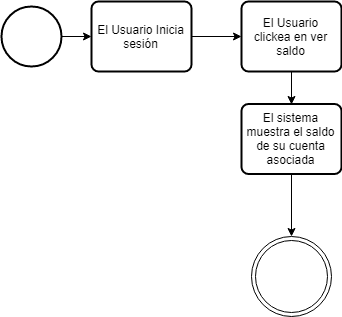 El Usuario Inicia
sesión
El Usuario
clickea en ver
saldo
El sistema
muestra el saldo
de su cuenta
asociada